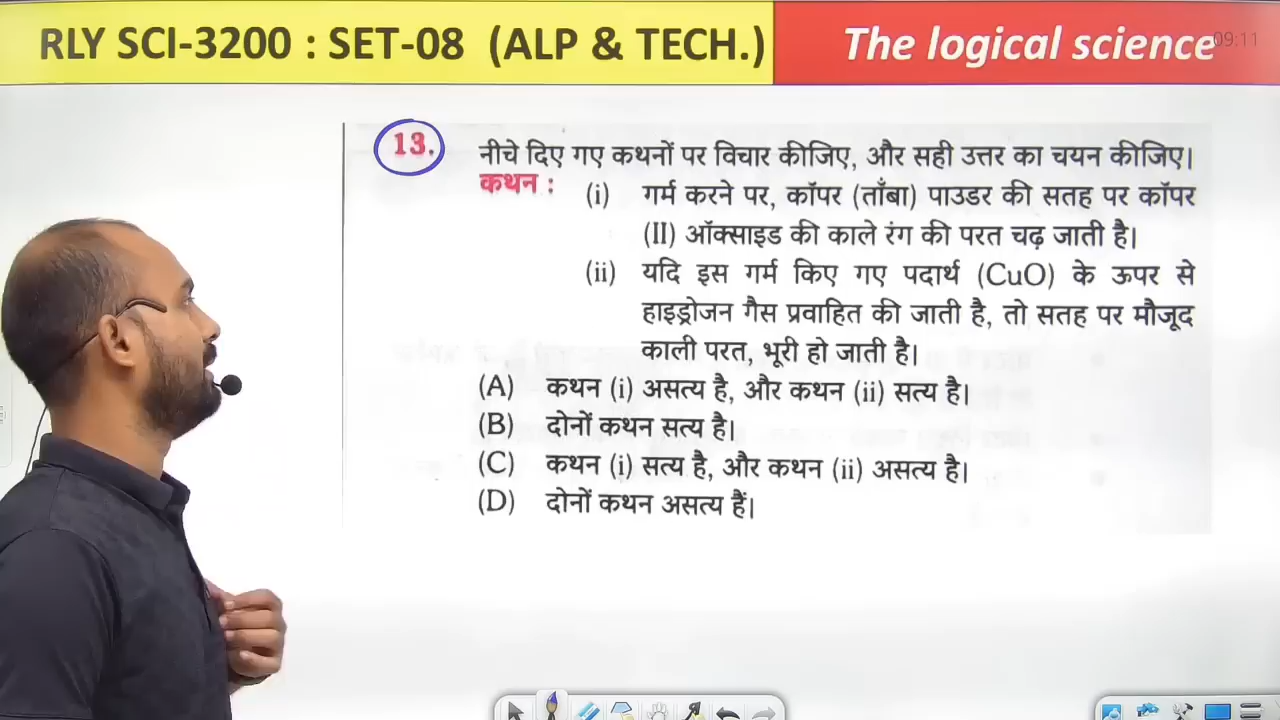 RLY SCI-3200 : SET-08 (ALP & TECH.)
The logical science
09:11
13. नीचे दिए गए कथनों पर विचार कीजिए, और सही उत्तर का चयन कीजिए।
कथन : (i) गर्म करने पर, कॉपर (ताँबा) पाउडर की सतह पर कॉपर
(II) ऑक्साइड की काले रंग की परत चढ़ जाती है।
(ii) यदि इस गर्म किए गए पदार्थ (CuO) के ऊपर से
हाइड्रोजन गैस प्रवाहित की जाती है, तो सतह पर मौजूद
काली परत, भूरी हो जाती है।
(A) कथन (i) असत्य है, और कथन (ii) सत्य है।
(B) दोनों कथन सत्य है।
(C) कथन (i) सत्य है, और कथन (ii) असत्य है।
(D) दोनों कथन असत्य हैं।